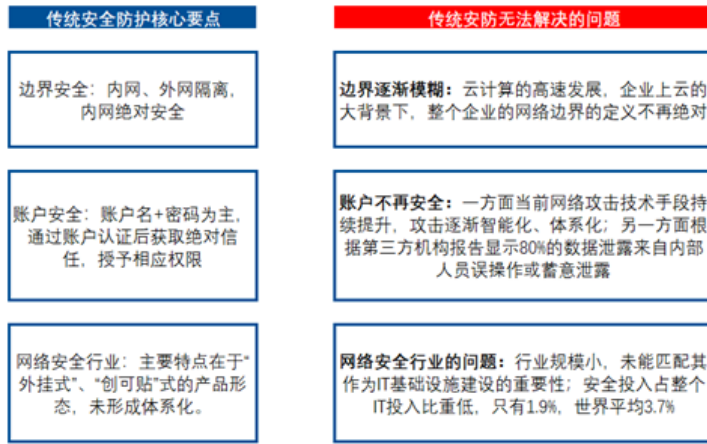 传统安全防护核心要点
传统安防无法解决的问题
边界安全：内网、外网隔离，
内网绝对安全
边界逐渐模糊：云计算的高速发展，企业上云的
大背景下，整个企业的网络边界的定义不再绝对
账户安全：账户名+密码为主，
通过账户认证后获取绝对信
任，授予相应权限
账户不再安全：一方面当前网络攻击技术手段持
续提升，攻击逐渐智能化、体系化；另一方面根
据第三方机构报告显示80%的数据泄露来自内部
人员误操作或蓄意泄露
网络安全行业：主要特点在于“
外挂式”、“创可贴”式的产品形
态，未形成体系化。
网络安全行业的问题：行业规模小，未能匹配其
作为IT基础设施建设的重要性；安全投入占整个
IT投入比重低，只有1.9%，世界平均3.7%